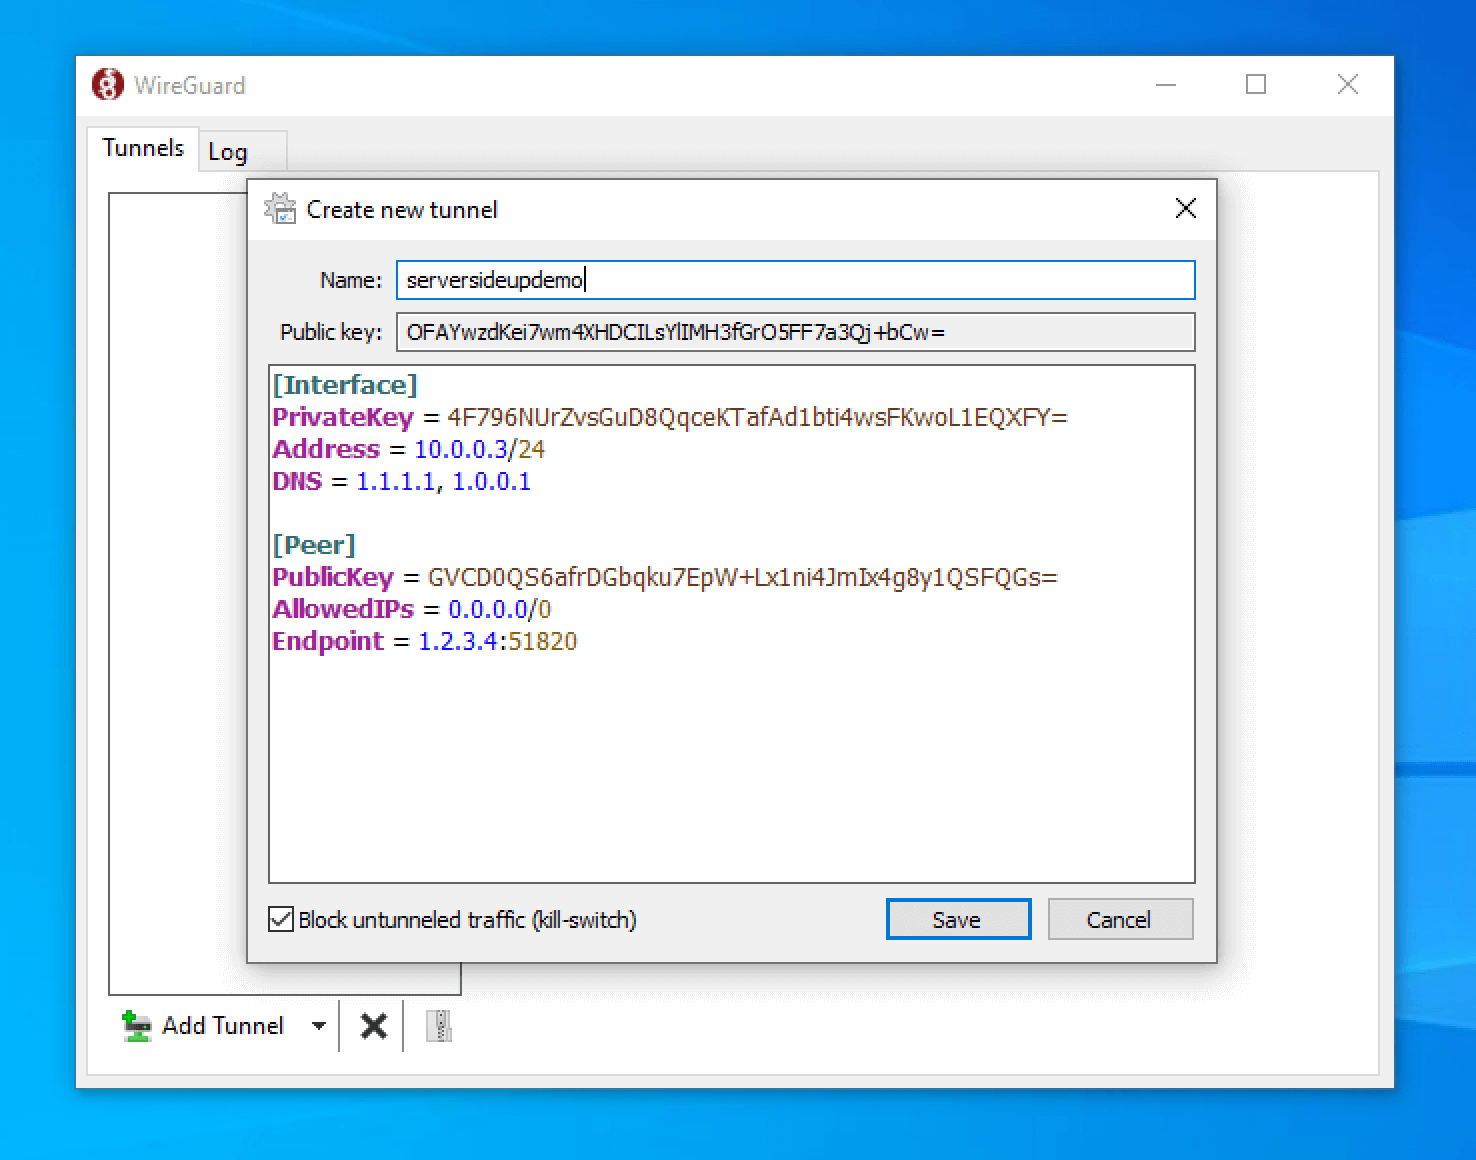 WireGuard
Tunnels
Log
Create new tunnel
Name: serversideupdemo
Public key: OFAYwzdKei7wm4XHDCILsYlIMH3fGrO5FF7a3Qj+bCw=
[Interface]
PrivateKey = 4F796NUrZvsGuD8QqceKTafAd1bti4wsFKwoL1EQXFY=
Address = 10.0.0.3/24
DNS = 1.1.1.1, 1.0.0.1
[Peer]
PublicKey = GVCD0QS6afrDGbqku7EpW+Lx1ni4JmIx4g8y1QSFQGs=
AllowedIPs = 0.0.0.0/0
Endpoint = 1.2.3.4:51820
Block untunneled traffic (kill-switch)
Save
Cancel
Add Tunnel